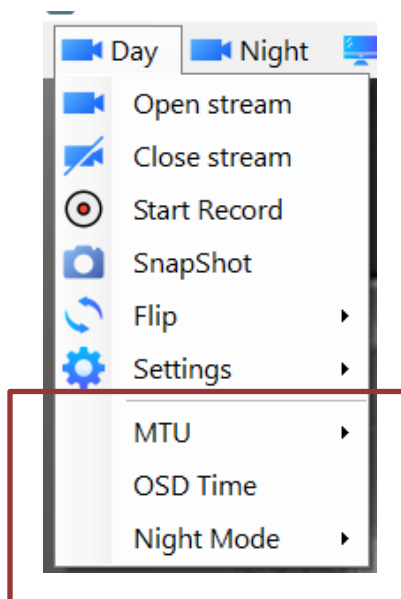 Day Night
Open stream
Close stream
Start Record
SnapShot
Flip
Settings
MTU
OSD Time
Night Mode